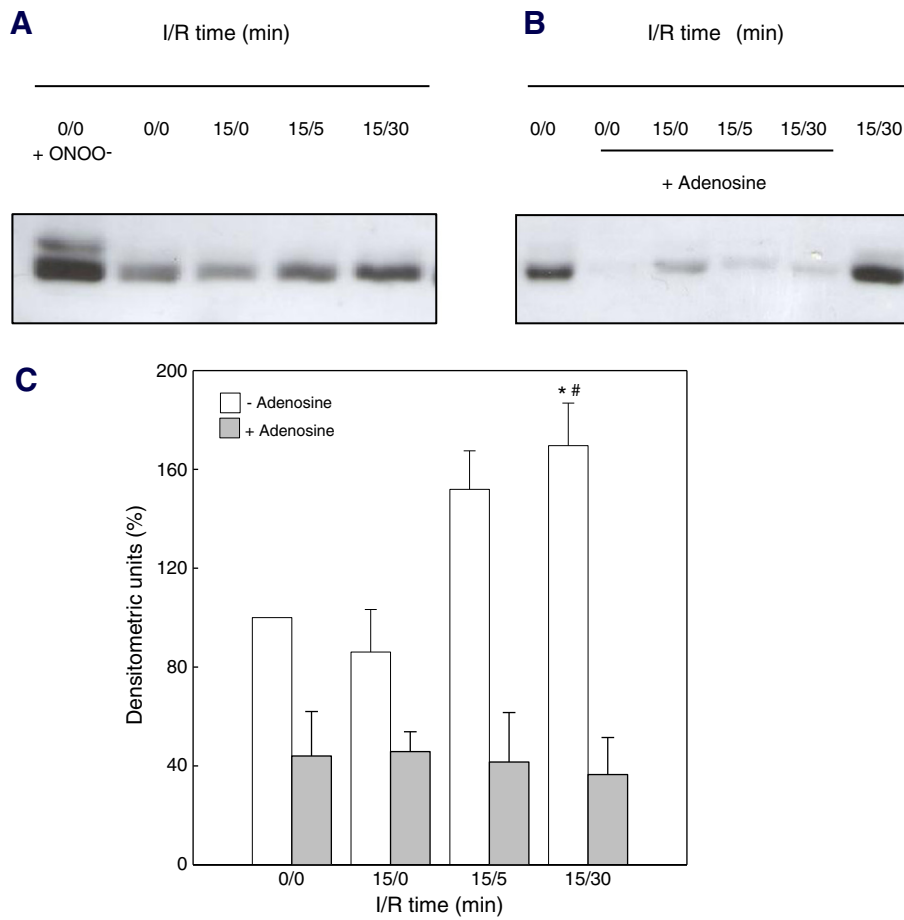 A
I/R time (min)
0/0 0/0 15/0 15/5 15/30
+ ONOO-
B
I/R time (min)
0/0 0/0 15/0 15/5 15/30 15/30
+ Adenosine
C
200
160
120
80
40
0
Densitometric units (%)
- Adenosine
+ Adenosine
* #
0/0 15/0 15/5 15/30
I/R time (min)